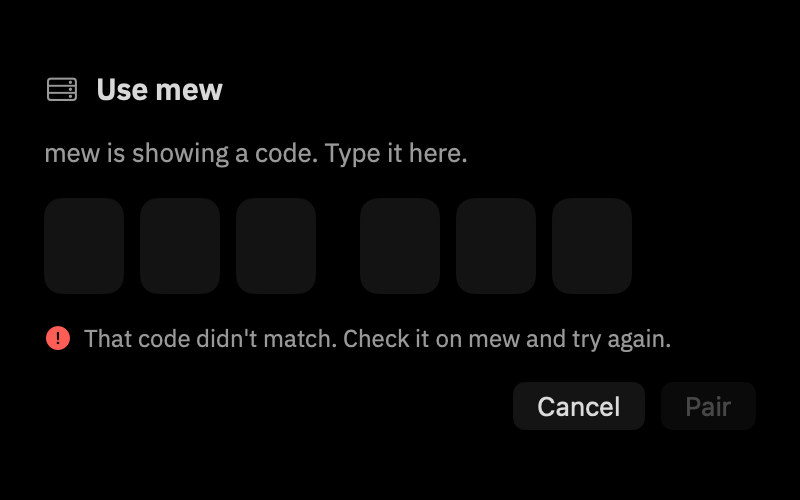 Use mew
mew is showing a code. Type it here.
That code didn't match. Check it on mew and try again.
Cancel
Pair